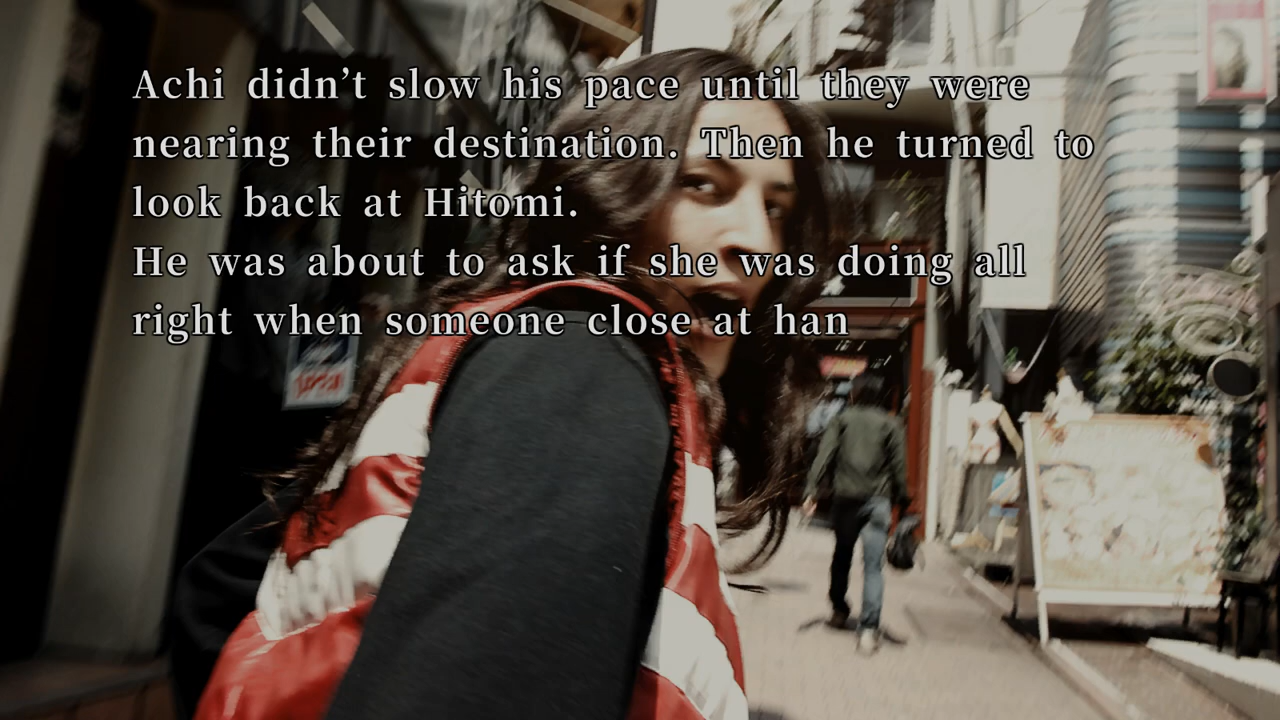 Achi didn’t slow his pace until they were
nearing their destination. Then he turned to
look back at Hitomi.
He was about to ask if she was doing all
right when someone close at han